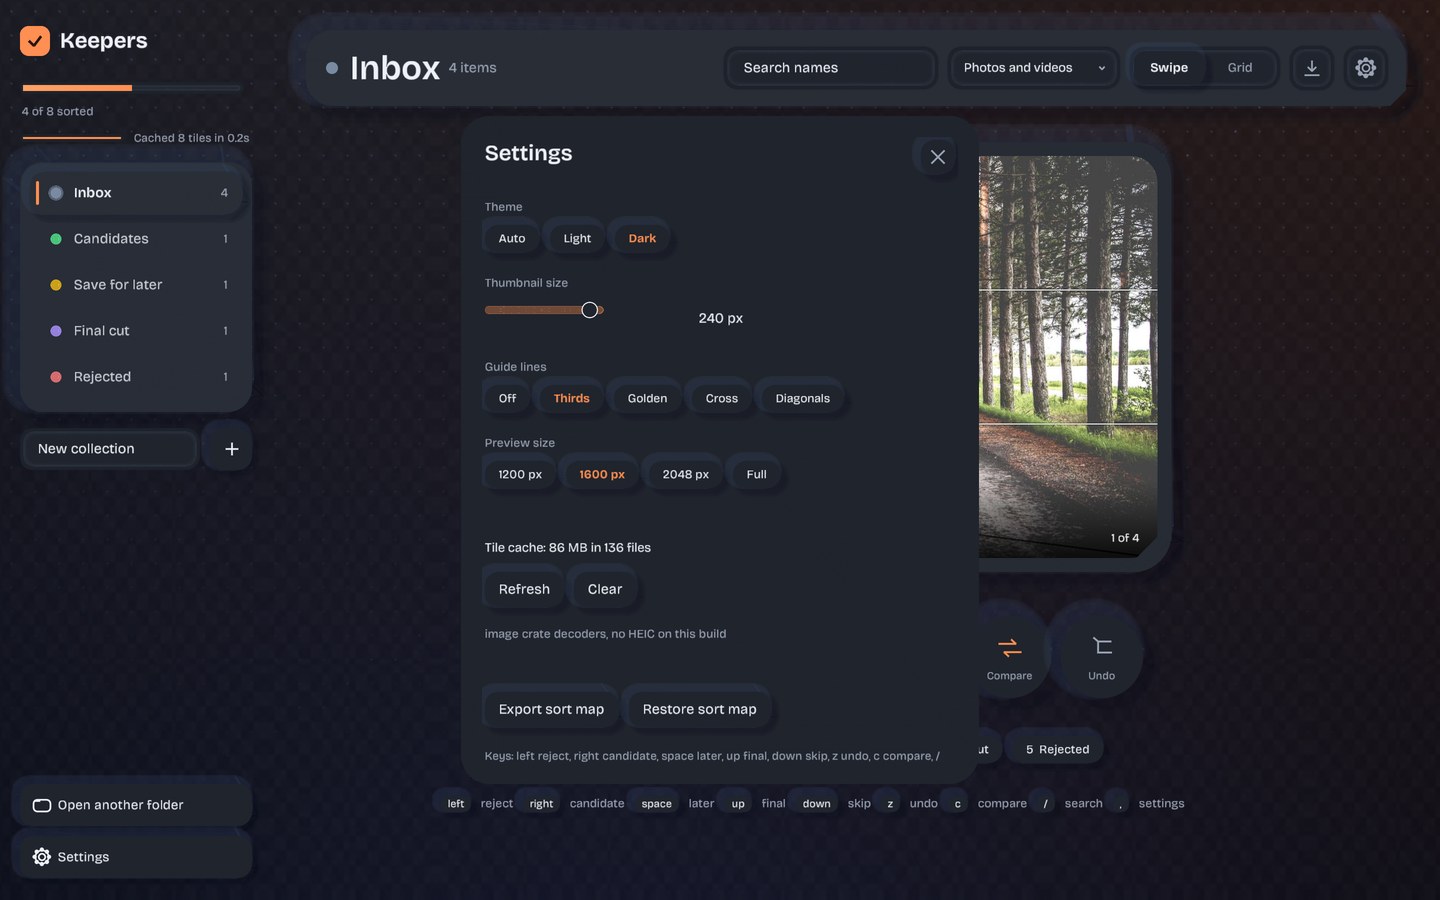 Keepers
4 of 8 sorted
Cached 8 tiles in 0.2s
Inbox 4
Candidates 1
Save for later 1
Final cut 1
Rejected 1
New collection
Open another folder
Settings
Inbox 4 items
Search names
Photos and videos
Swipe
Grid
Settings
Theme
Auto
Light
Dark
Thumbnail size
240 px
Guide lines
Off
Thirds
Golden
Cross
Diagonals
Preview size
1200 px
1600 px
2048 px
Full
Tile cache: 86 MB in 136 files
Refresh
Clear
image crate decoders, no HEIC on this build
Export sort map
Restore sort map
Keys: left reject, right candidate, space later, up final, down skip, z undo, c compare, /
1 of 4
Compare
Undo
ut
5 Rejected
left reject right candidate space later up final down skip z undo c compare / search , settings